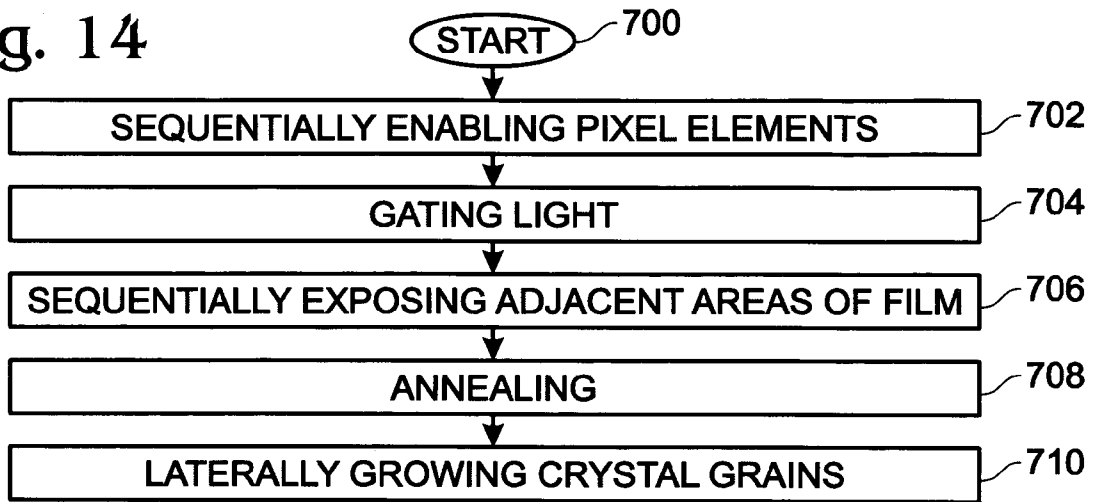 g. 14
START
700
SEQUENTIALLY ENABLING PIXEL ELEMENTS
702
GATING LIGHT
704
SEQUENTIALLY EXPOSING ADJACENT AREAS OF FILM
706
ANNEALING
708
LATERALLY GROWING CRYSTAL GRAINS
710